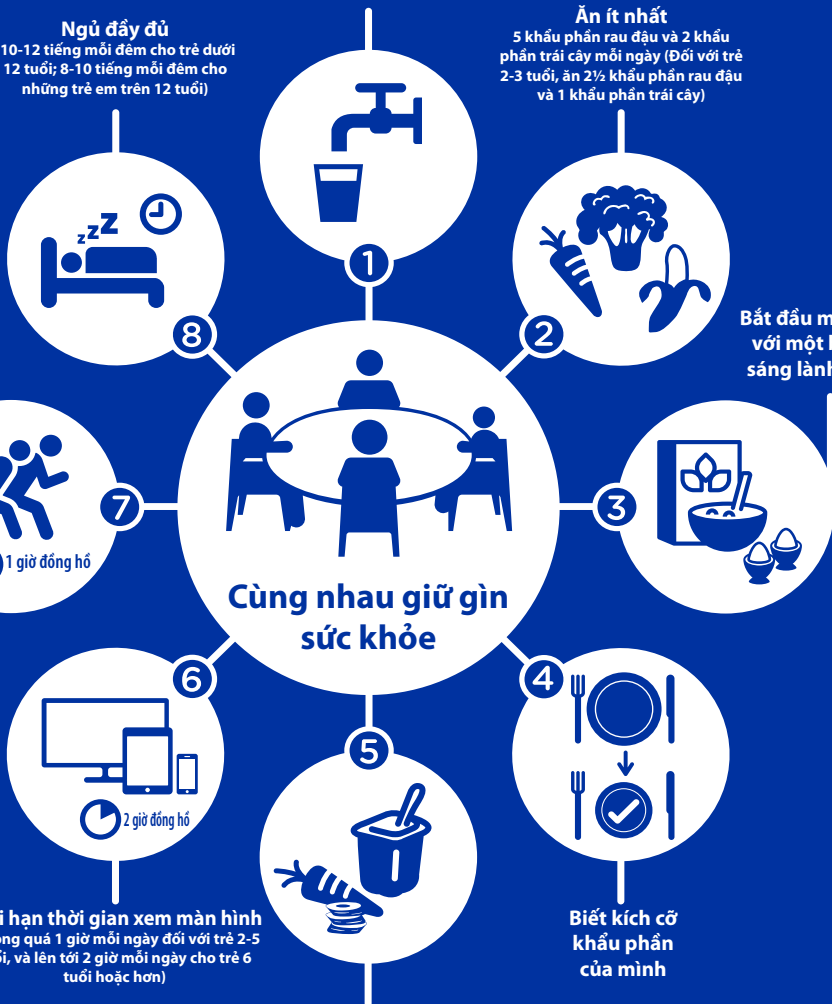 Ngủ đầy đủ
10-12 tiếng mỗi đêm cho trẻ dưới
12 tuổi; 8-10 tiếng mỗi đêm cho
những trẻ em trên 12 tuổi)
Ăn ít nhất
5 khẩu phần rau đậu và 2 khẩu
phần trái cây mỗi ngày (Đối với trẻ
2-3 tuổi, ăn 2½ khẩu phần rau đậu
và 1 khẩu phần trái cây)
zzz
1
8
2
Bắt đầu
với một
sáng lành
7
3
1 giờ đồng hồ
Cùng nhau giữ gìn
sức khỏe
6
4
5
2 giờ đồng hồ
hạn thời gian xem màn hình
quá 1 giờ mỗi ngày đối với trẻ 2-5
và lên tới 2 giờ mỗi ngày cho trẻ 6
tuổi hoặc hơn)
Biết kích cỡ
khẩu phần
của mình